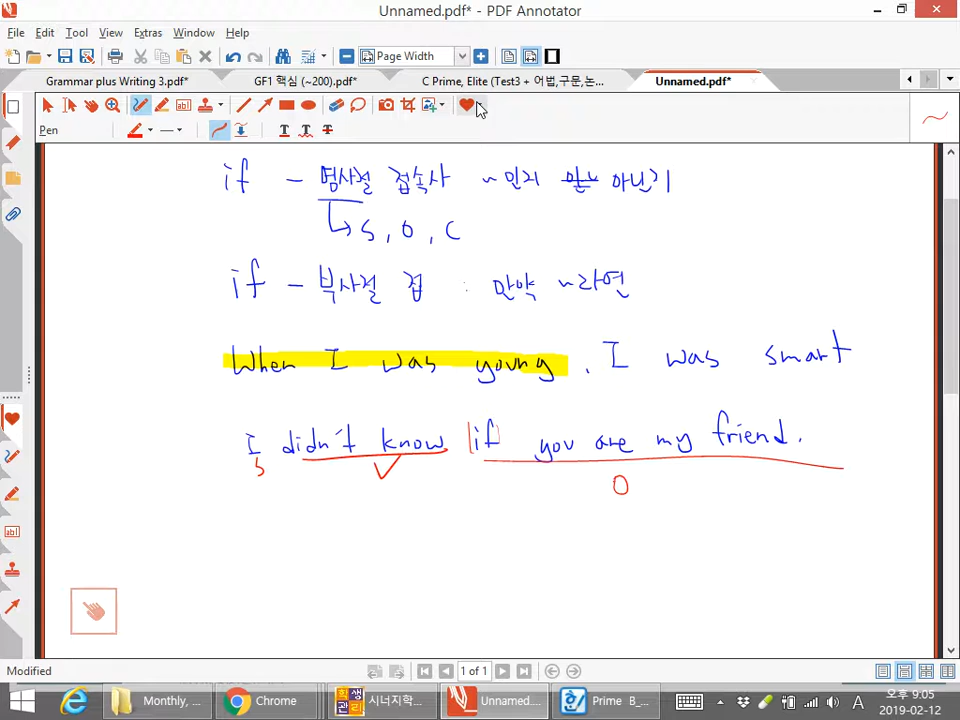 Unnamed.pdf* - PDF Annotator
File Edit Tool View Extras Window Help
Page Width
Grammar plus Writing 3.pdf* GF1 핵심 (~200).pdf* C Prime, Elite (Test3 + 어법,구문,논... Unnamed.pdf*
Pen
if - 명사절 접속사 ~인지 아닌지
↳ S, O, C
if - 부사절 접 : 만약 ~라면
When I was young, I was smart
I didn't know if you are my friend.
S V O
Modified 1 of 1
Monthly, ... Chrome 학생관리 시너지학... Unnamed.... Prime B_... A 오후 9:05
2019-02-12